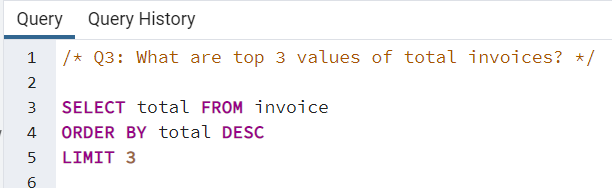 Query Query History
1 /* Q3: What are top 3 values of total invoices? */
2
3 SELECT total FROM invoice
4 ORDER BY total DESC
5 LIMIT 3
6